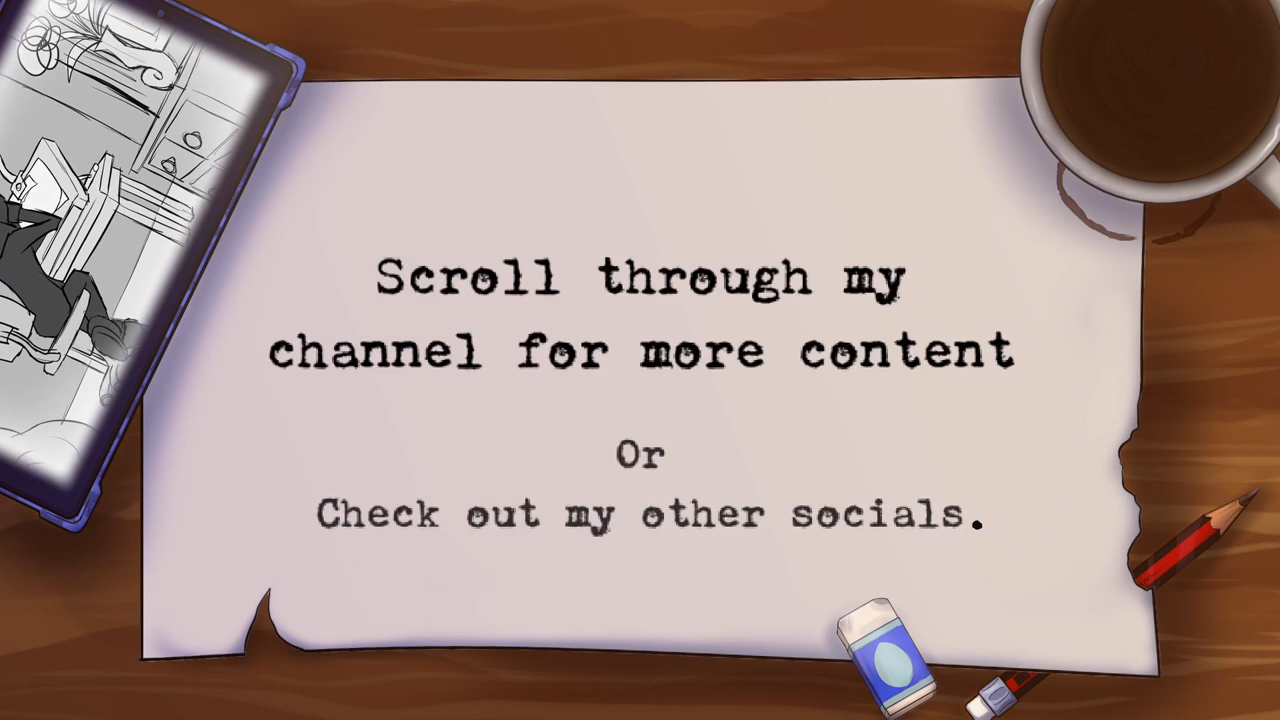 Scroll through my
channel for more content
Or
Check out my other socials.